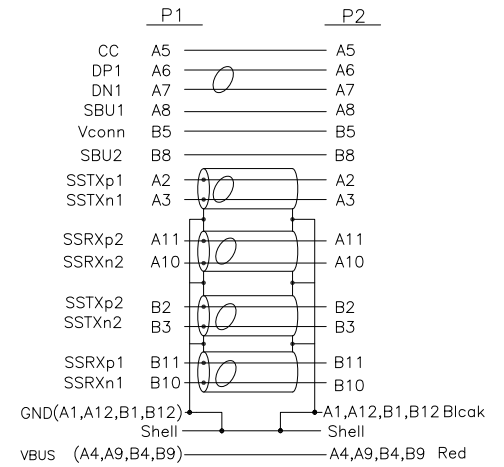 P1 P2
CC A5 A5
DP1 A6 A6
DN1 A7 A7
SBU1 A8 A8
Vconn B5 B5
SBU2 B8 B8
SSTXp1 A2 A2
SSTXn1 A3 A3
SSRXp2 A11 A11
SSRXn2 A10 A10
SSTXp2 B2 B2
SSTXn2 B3 B3
SSRXp1 B11 B11
SSRXn1 B10 B10
GND(A1,A12,B1,B12) A1,A12,B1,B12 Blcak
Shell Shell
VBUS (A4,A9,B4,B9) A4,A9,B4,B9 Red